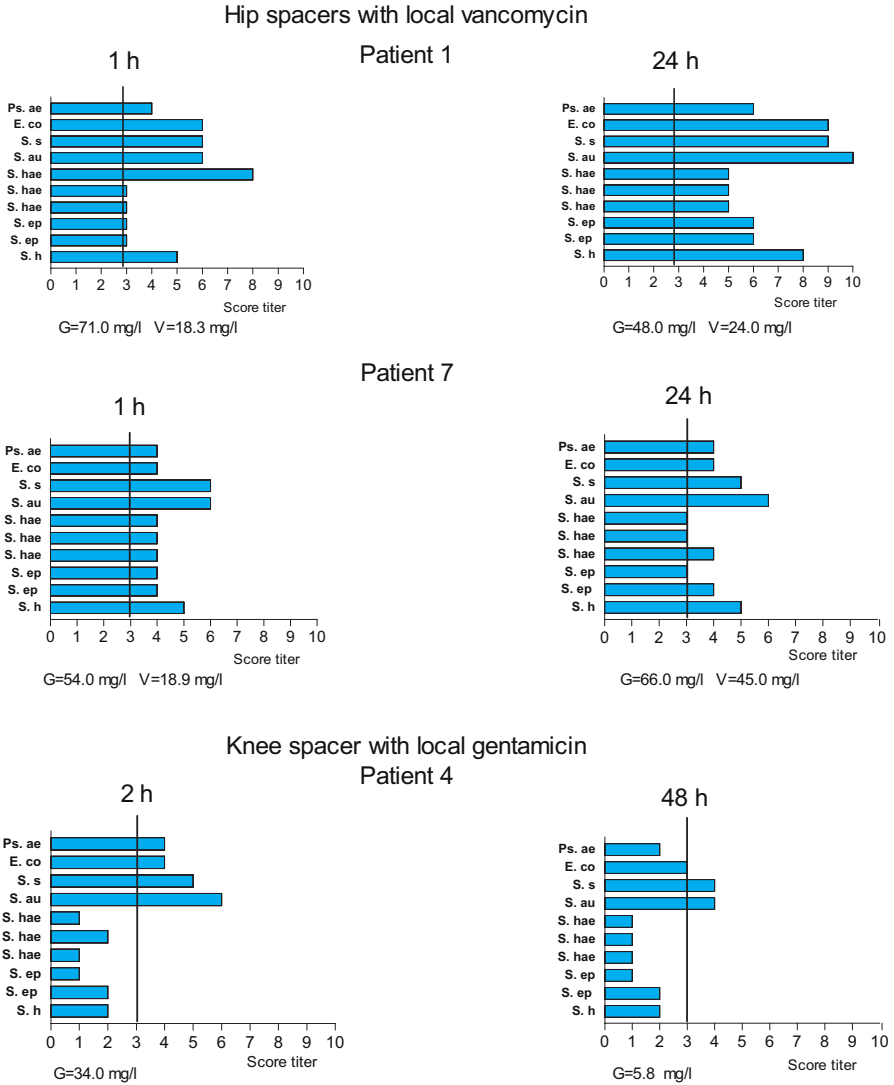 Hip spacers with local vancomycin
Patient 1
1 h
Ps. ae
E. co
S. s
S. au
S. hae
S. hae
S. hae
S. ep
S. ep
S. h
0 1 2 3 4 5 6 7 8 9 10
Score titer
G=71.0 mg/l V=18.3 mg/l
24 h
Ps. ae
E. co
S. s
S. au
S. hae
S. hae
S. hae
S. ep
S. ep
S. h
0 1 2 3 4 5 6 7 8 9 10
Score titer
G=48.0 mg/l V=24.0 mg/l
Patient 7
1 h
Ps. ae
E. co
S. s
S. au
S. hae
S. hae
S. hae
S. ep
S. ep
S. h
0 1 2 3 4 5 6 7 8 9 10
Score titer
G=54.0 mg/l V=18.9 mg/l
24 h
Ps. ae
E. co
S. s
S. au
S. hae
S. hae
S. hae
S. ep
S. ep
S. h
0 1 2 3 4 5 6 7 8 9 10
Score titer
G=66.0 mg/l V=45.0 mg/l
Knee spacer with local gentamicin
Patient 4
2 h
Ps. ae
E. co
S. s
S. au
S. hae
S. hae
S. hae
S. ep
S. ep
S. h
0 1 2 3 4 5 6 7 8 9 10
Score titer
G=34.0 mg/l
48 h
Ps. ae
E. co
S. s
S. au
S. hae
S. hae
S. hae
S. ep
S. ep
S. h
0 1 2 3 4 5 6 7 8 9 10
Score titer
G=5.8 mg/l